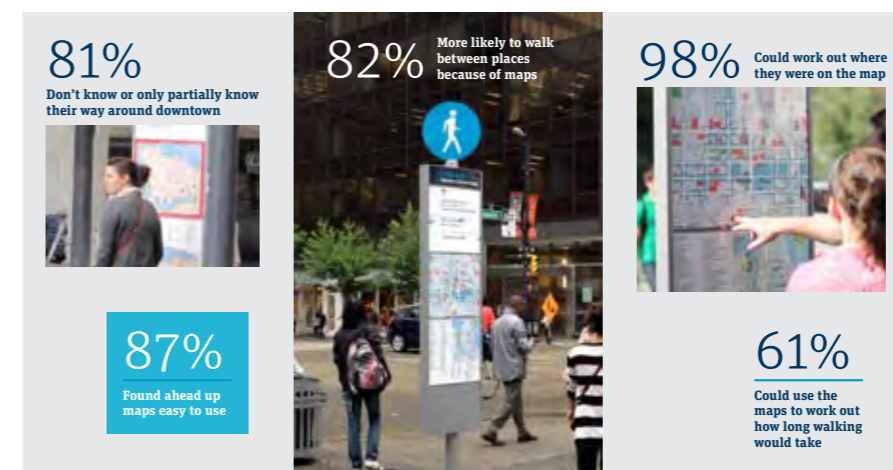 81%
Don't know or only partially know
their way around downtown
87%
Found ahead up
maps easy to use
82%
More likely to walk
between places
because of maps
98%
Could work out where
they were on the map
61%
Could use the
maps to work out
how long walking
would take